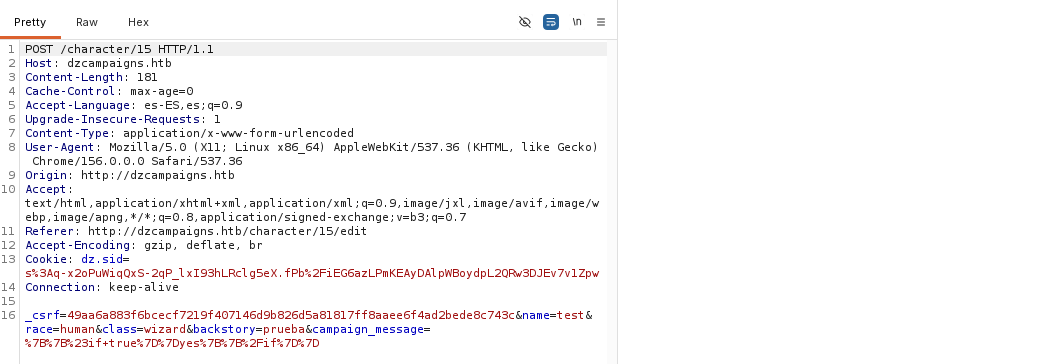 Pretty Raw Hex \n
1 POST /character/15 HTTP/1.1
2 Host: dzcampaigns.htb
3 Content-Length: 181
4 Cache-Control: max-age=0
5 Accept-Language: es-ES,es;q=0.9
6 Upgrade-Insecure-Requests: 1
7 Content-Type: application/x-www-form-urlencoded
8 User-Agent: Mozilla/5.0 (X11; Linux x86_64) AppleWebKit/537.36 (KHTML, like Gecko)
Chrome/156.0.0.0 Safari/537.36
9 Origin: http://dzcampaigns.htb
10 Accept:
text/html,application/xhtml+xml,application/xml;q=0.9,image/jxl,image/avif,image/w
ebp,image/apng,*/*;q=0.8,application/signed-exchange;v=b3;q=0.7
11 Referer: http://dzcampaigns.htb/character/15/edit
12 Accept-Encoding: gzip, deflate, br
13 Cookie: dz.sid=
s%3Aq-x2oPuWiqQxS-2qP_lxI93hLRclg5eX.fPb%2FiEG6azLPmKEAyDAlpWBoydpL2QRw3DJEv7v1Zpw
14 Connection: keep-alive
15
16 _csrf=49aa6a883f6bcecf7219f407146d9b826d5a81817ff8aaee6f4ad2bede8c743c&name=test&
race=human&class=wizard&backstory=prueba&campaign_message=
%7B%7B%23if+true%7D%7Dyes%7B%7B%2Fif%7D%7D